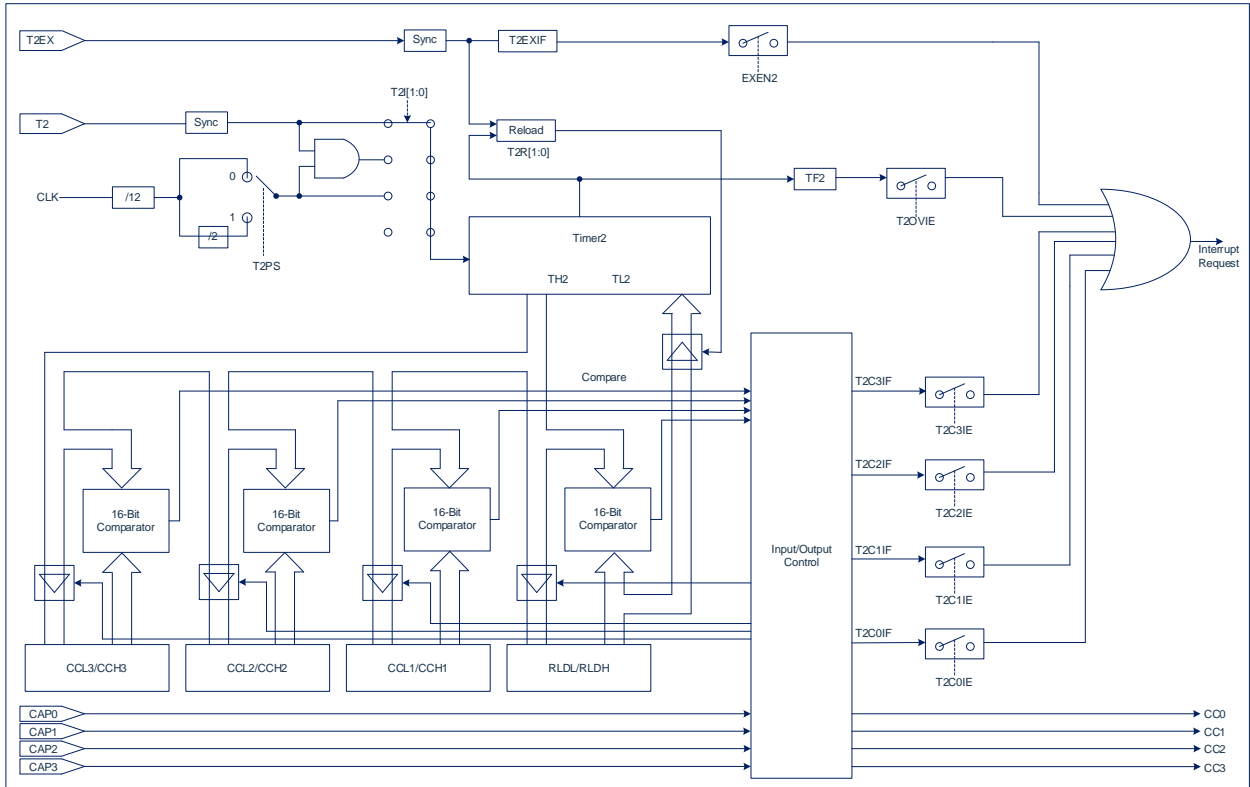 T2EX
Sync
T2EXIF
EXEN2
T2I[1:0]
T2
Sync
Reload
T2R[1:0]
0
CLK
/12
1
/2
T2PS
TF2
T2OVIE
Timer2
TH2
TL2
Interrupt
Request
Compare
T2C3IF
T2C3IE
T2C2IF
T2C2IE
16-Bit
Comparator
16-Bit
Comparator
16-Bit
Comparator
16-Bit
Comparator
Input/Output
Control
T2C1IF
T2C1IE
T2C0IF
T2C0IE
CCL3/CCH3
CCL2/CCH2
CCL1/CCH1
RLDL/RLDH
CAP0
CAP1
CAP2
CAP3
CC0
CC1
CC2
CC3